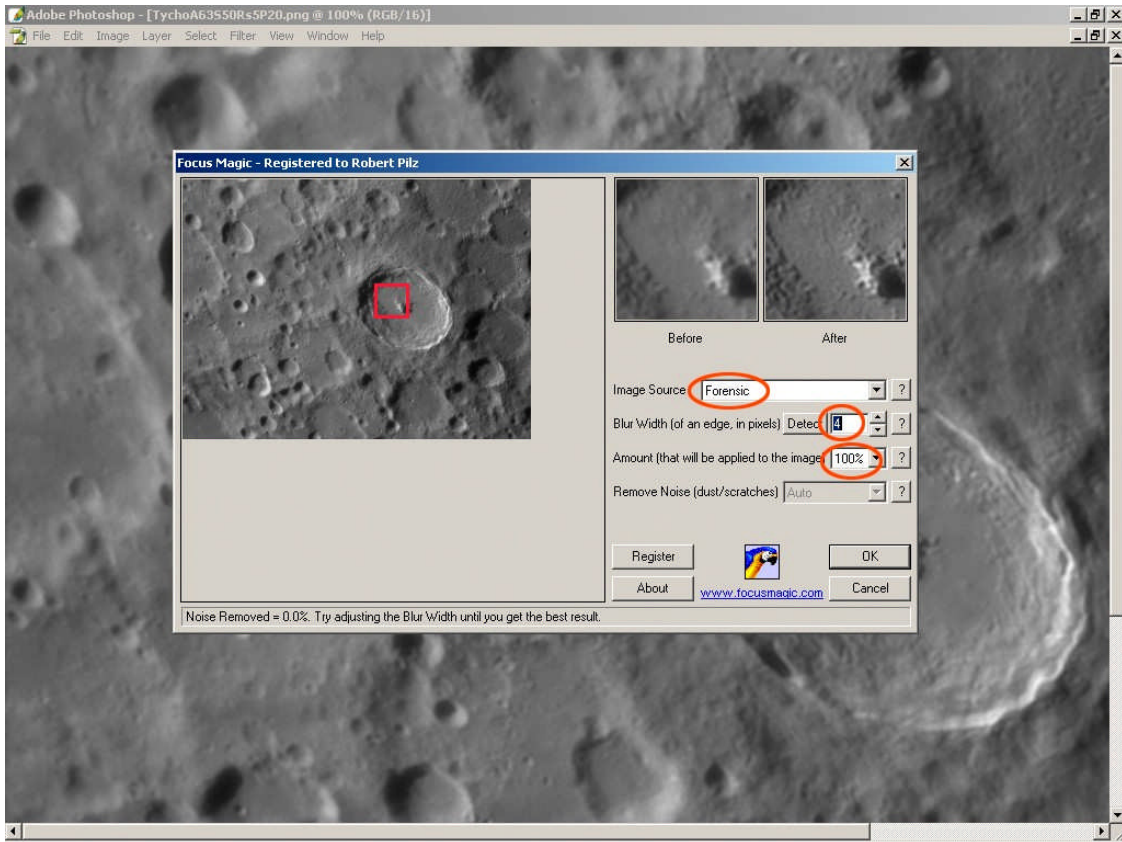 Adobe Photoshop - [TychoA63S50Rs5P20.png @ 100% (RGB/16)]
File Edit Image Layer Select Filter View Window Help
Focus Magic - Registered to Robert Pilz
Before After
Image Source Forensic ?
Blur Width (of an edge, in pixels) Detec 4 ?
Amount (that will be applied to the image) 100% ?
Remove Noise (dust/scratches) Auto ?
Register OK
About www.focusmagic.com Cancel
Noise Removed = 0.0%. Try adjusting the Blur Width until you get the best result.